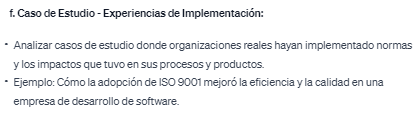 f. Caso de Estudio - Experiencias de Implementación:
• Analizar casos de estudio donde organizaciones reales hayan implementado normas
y los impactos que tuvo en sus procesos y productos.
• Ejemplo: Cómo la adopción de ISO 9001 mejoró la eficiencia y la calidad en una
empresa de desarrollo de software.